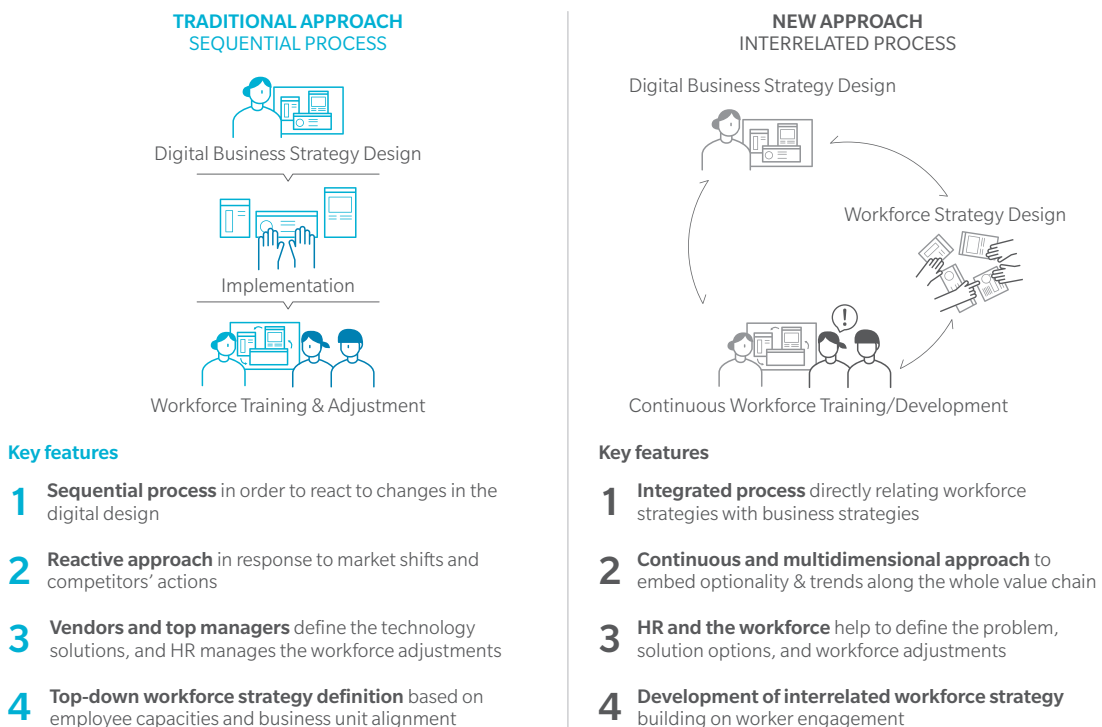 TRADITIONAL APPROACH
SEQUENTIAL PROCESS
Digital Business Strategy Design
Implementation
Workforce Training & Adjustment
Key features
1 Sequential process in order to react to changes in the
digital design
2 Reactive approach in response to market shifts and
competitors’ actions
3 Vendors and top managers define the technology
solutions, and HR manages the workforce adjustments
4 Top-down workforce strategy definition based on
employee capacities and business unit alignment
NEW APPROACH
INTERRELATED PROCESS
Digital Business Strategy Design
Workforce Strategy Design
!
Continuous Workforce Training/Development
Key features
1 Integrated process directly relating workforce
strategies with business strategies
2 Continuous and multidimensional approach to
embed optionality & trends along the whole value chain
3 HR and the workforce help to define the problem,
solution options, and workforce adjustments
4 Development of interrelated workforce strategy
building on worker engagement